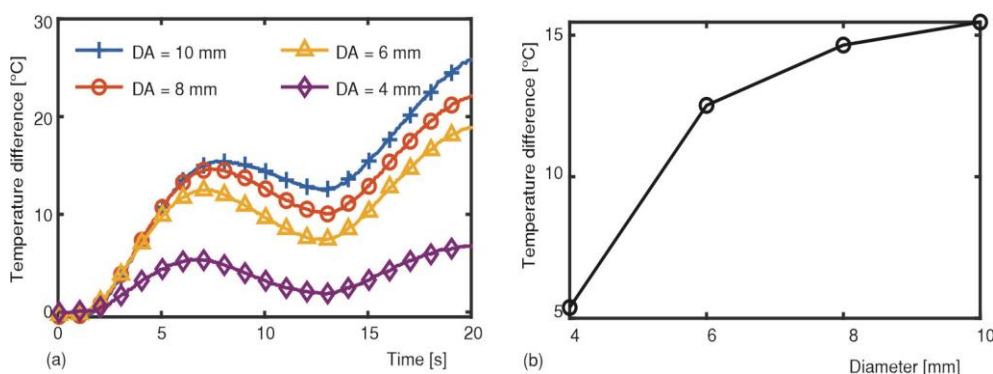 30
20
10
0
Temperature difference [°C]
DA = 10 mm
DA = 8 mm
DA = 6 mm
DA = 4 mm
0 5 10 15 20
(a) Time [s]
15
10
5
Temperature difference [°C]
4 6 8 10
(b) Diameter [mm]